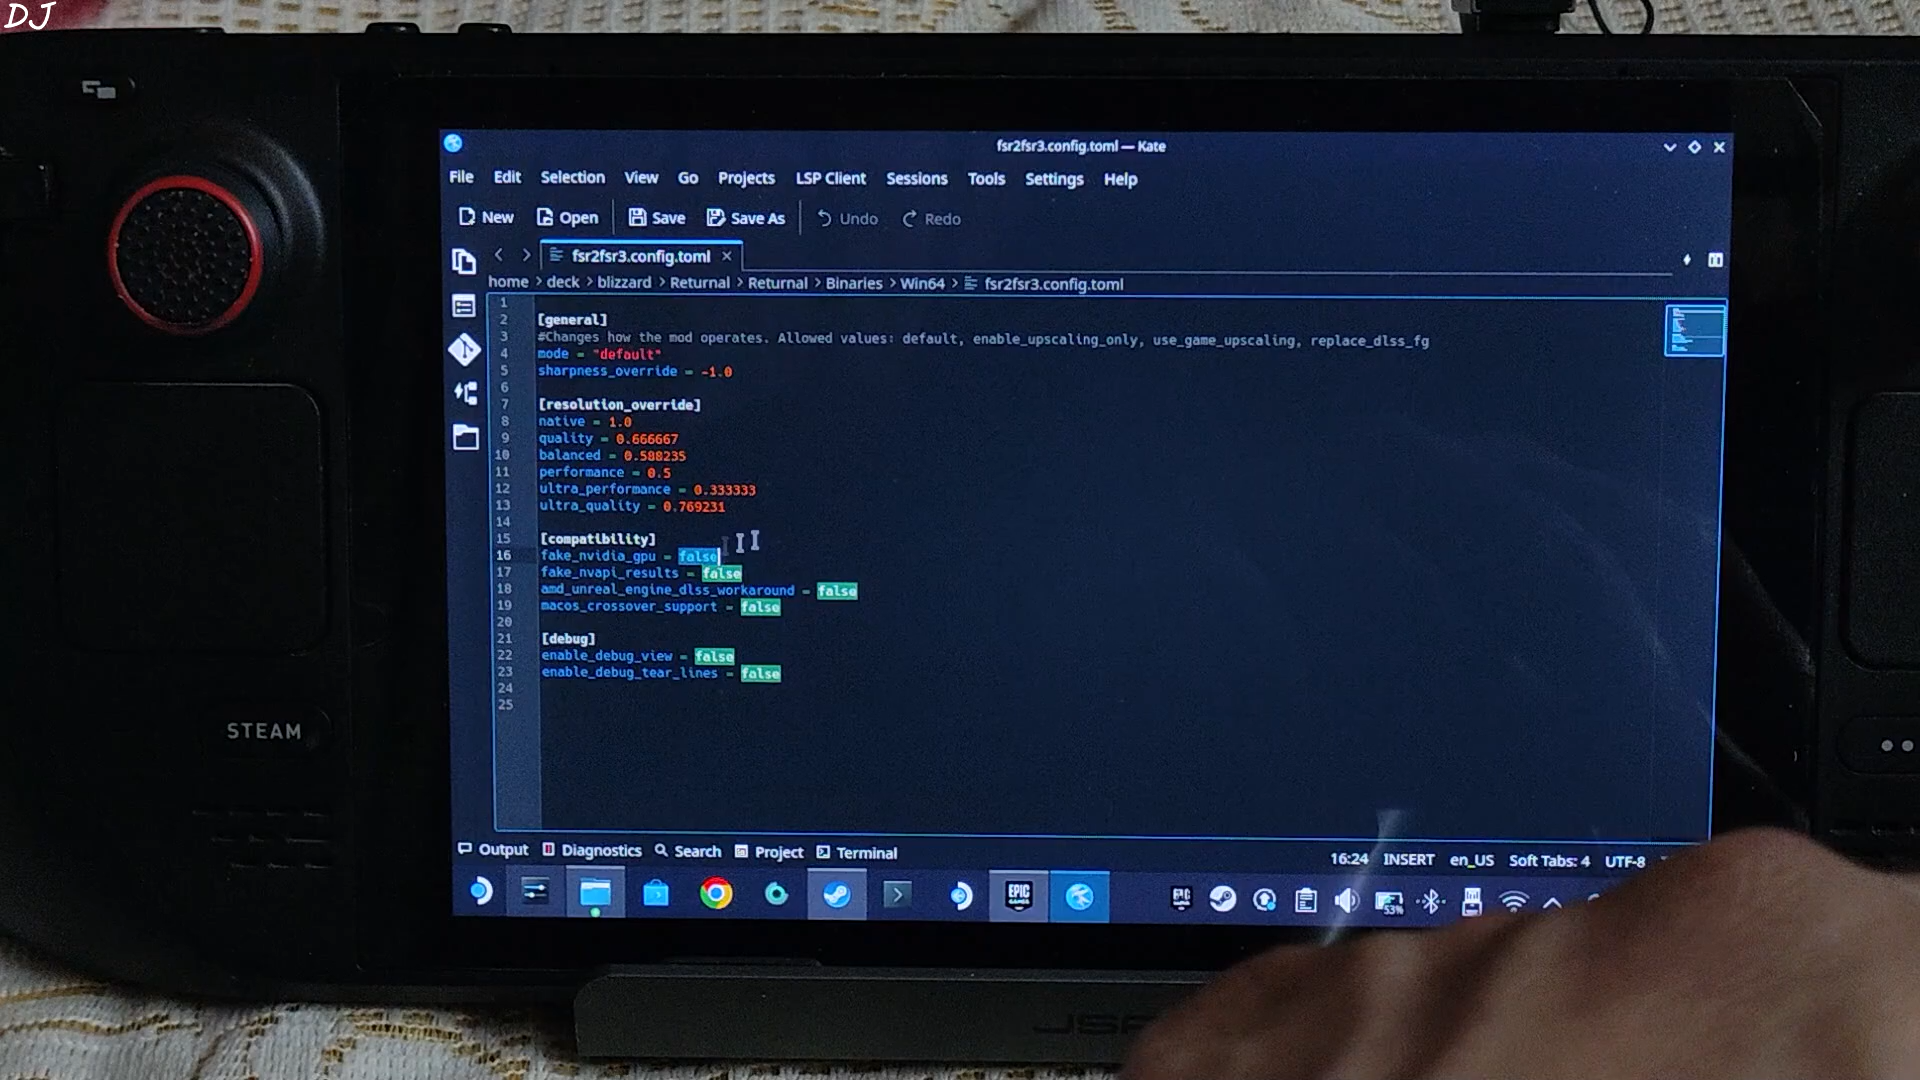 DJ
fsr2fsr3.config.toml — Kate
File Edit Selection View Go Projects LSP Client Sessions Tools Settings Help
New Open Save Save As Undo Redo
fsr2fsr3.config.toml
home > deck > blizzard > Returnal > Returnal > Binaries > Win64 > fsr2fsr3.config.toml
1
2 [general]
3 #Changes how the mod operates. Allowed values: default, enable_upscaling_only, use_game_upscaling, replace_dlss_fg
4 mode = "default"
5 sharpness_override = -1.0
6
7 [resolution_override]
8 native = 1.0
9 quality = 0.666667
10 balanced = 0.588235
11 performance = 0.5
12 ultra_performance = 0.333333
13 ultra_quality = 0.769231
14
15 [compatibility]
16 fake_nvidia_gpu = false
17 fake_nvapi_results = false
18 amd_unreal_engine_dlss_workaround = false
19 macos_crossover_support = false
20
21 [debug]
22 enable_debug_view = false
23 enable_debug_tear_lines = false
24
25
STEAM
Output Diagnostics Search Project Terminal
16:24 INSERT en_US Soft Tabs: 4 UTF-8
EPIC GAMES
53%